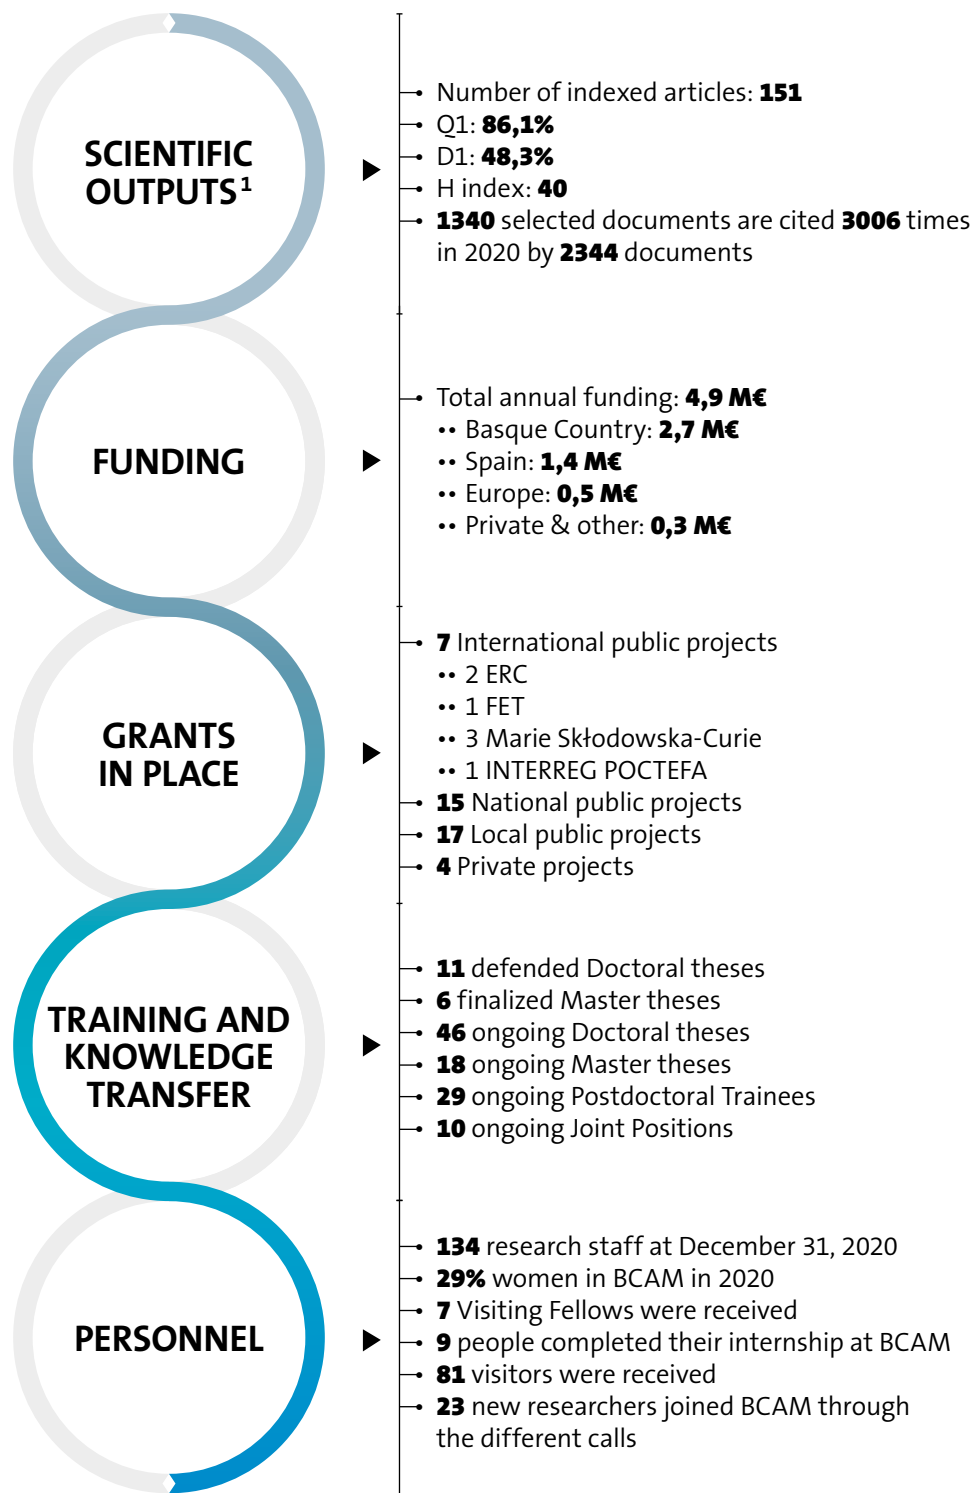 SCIENTIFIC
OUTPUTS1
• Number of indexed articles: 151
• Q1: 86,1%
• D1: 48,3%
• H index: 40
• 1340 selected documents are cited 3006 times
in 2020 by 2344 documents
FUNDING
• Total annual funding: 4,9 M€
•• Basque Country: 2,7 M€
•• Spain: 1,4 M€
•• Europe: 0,5 M€
•• Private & other: 0,3 M€
GRANTS
IN PLACE
• 7 International public projects
•• 2 ERC
•• 1 FET
•• 3 Marie Skłodowska-Curie
•• 1 INTERREG POCTEFA
• 15 National public projects
• 17 Local public projects
• 4 Private projects
TRAINING AND
KNOWLEDGE
TRANSFER
• 11 defended Doctoral theses
• 6 finalized Master theses
• 46 ongoing Doctoral theses
• 18 ongoing Master theses
• 29 ongoing Postdoctoral Trainees
• 10 ongoing Joint Positions
PERSONNEL
• 134 research staff at December 31, 2020
• 29% women in BCAM in 2020
• 7 Visiting Fellows were received
• 9 people completed their internship at BCAM
• 81 visitors were received
• 23 new researchers joined BCAM through
the different calls